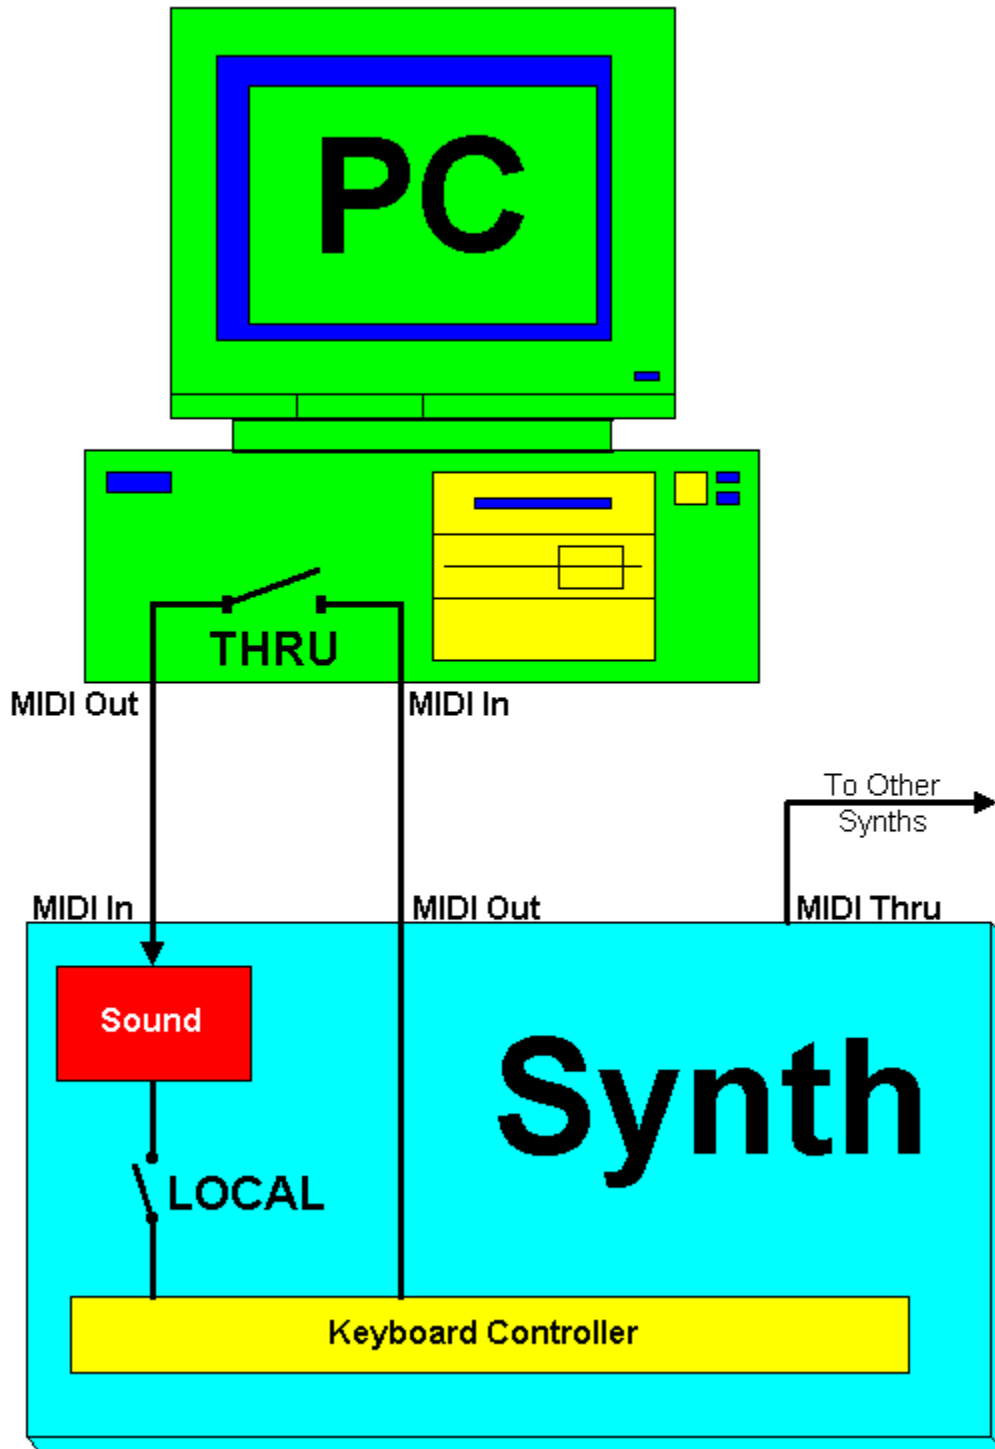 PC
THRU
MIDI Out
MIDI In
To Other
Synths
MIDI In
MIDI Out
MIDI Thru
Sound
Synth
LOCAL
Keyboard Controller